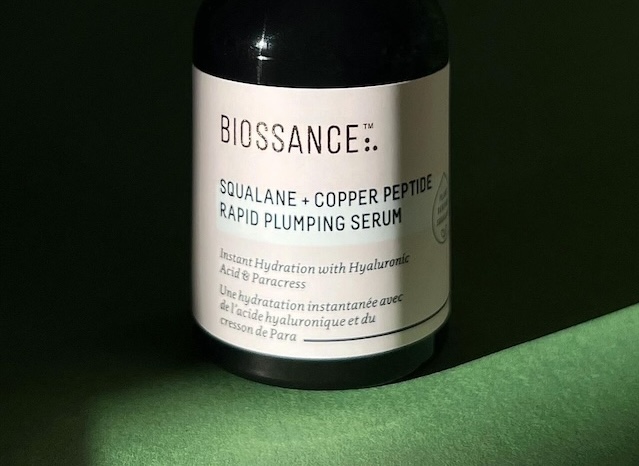 BIOSSANCE™
SQUALANE + COPPER PEPTIDE
RAPID PLUMPING SERUM
Instant Hydration with Hyaluronic
Acid & Paracress
Une hydratation instantanée avec
de l'acide hyaluronique et du
cresson de Para